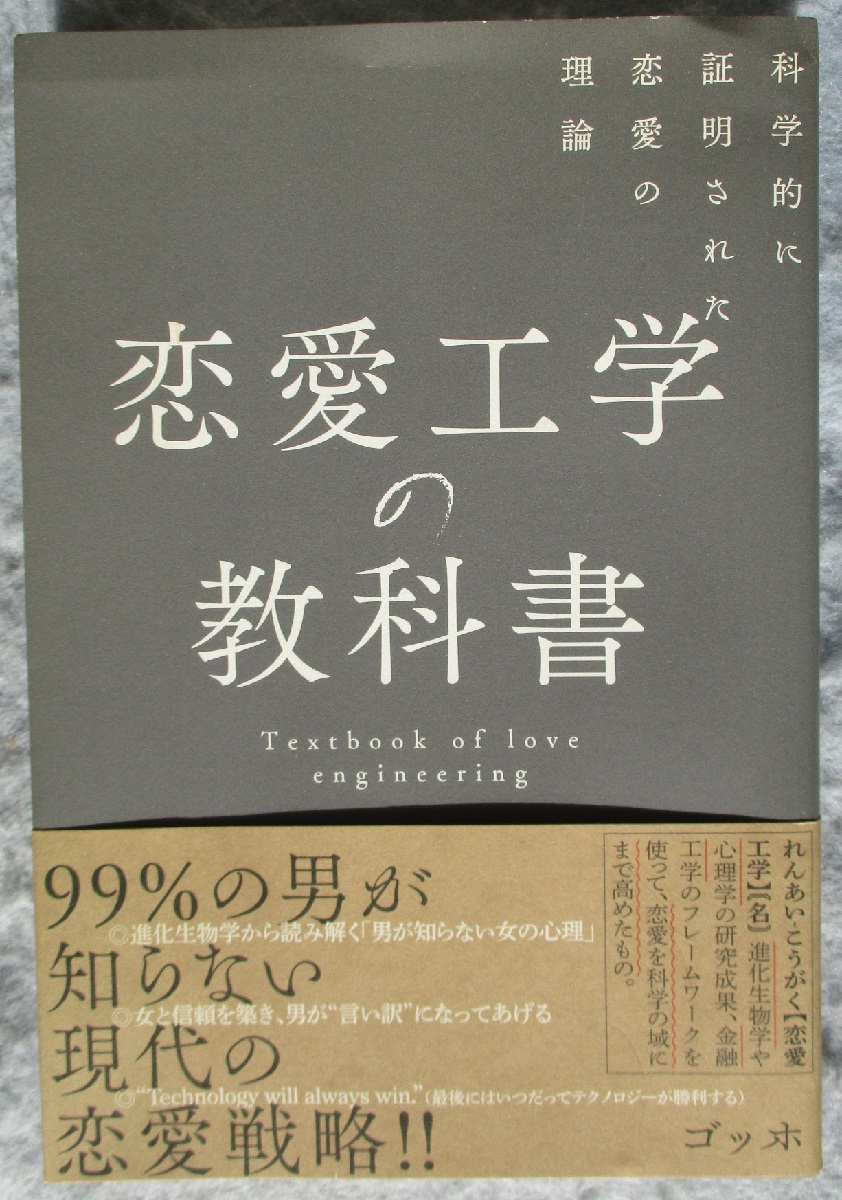 科学的に
証明された
恋愛の
理論
恋愛工学
の
教科書
Textbook of love
engineering
れんあい-こうがく【恋愛
工学】〔名〕進化生物学や
心理学の研究成果、金融
工学のフレームワークを
使って、恋愛を科学の域に
まで高めたもの。
99%の男が
◎進化生物学から読み解く「男が知らない女の心理」
知らない
◎女と信頼を築き、男が“言い訳”になってあげる
現代の
◎“Technology will always win.”(最後にはいつだってテクノロジーが勝利する)
恋愛戦略!!
ゴッホ